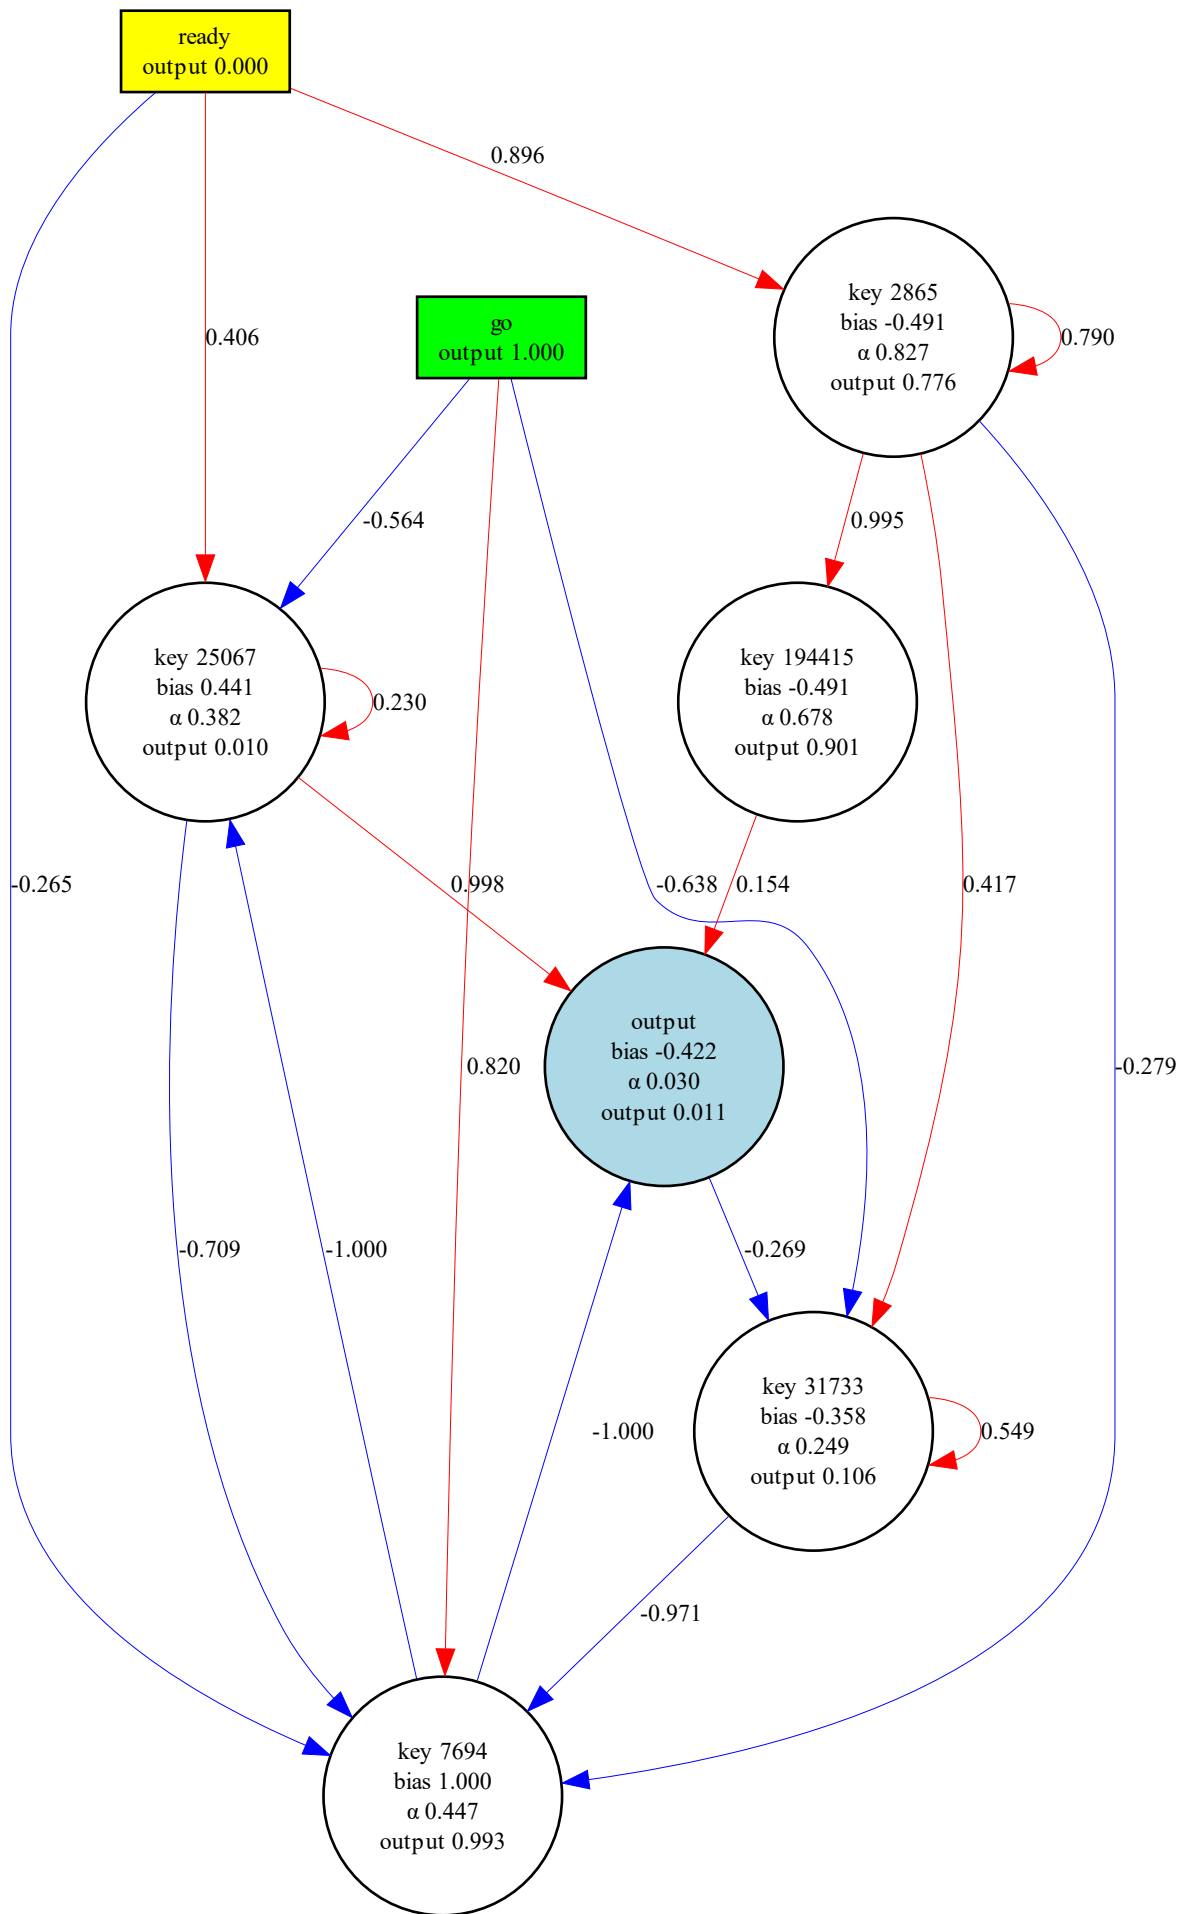 ready
output 0.000
0.896
key 2865
bias -0.491
α 0.827
output 0.776
0.790
go
output 1.000
0.406
-0.564
0.995
key 25067
bias 0.441
α 0.382
output 0.010
0.230
key 194415
bias -0.491
α 0.678
output 0.901
-0.265
0.998
-0.638
0.154
0.417
output
bias -0.422
α 0.030
output 0.011
0.820
-0.279
-0.709
-1.000
-0.269
key 31733
bias -0.358
α 0.249
output 0.106
-1.000
0.549
-0.971
key 7694
bias 1.000
α 0.447
output 0.993